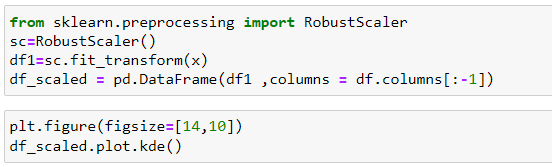 from sklearn.preprocessing import RobustScaler
sc=RobustScaler()
df1=sc.fit_transform(x)
df_scaled = pd.DataFrame(df1 ,columns = df.columns[:-1])
plt.figure(figsize=[14,10])
df_scaled.plot.kde()